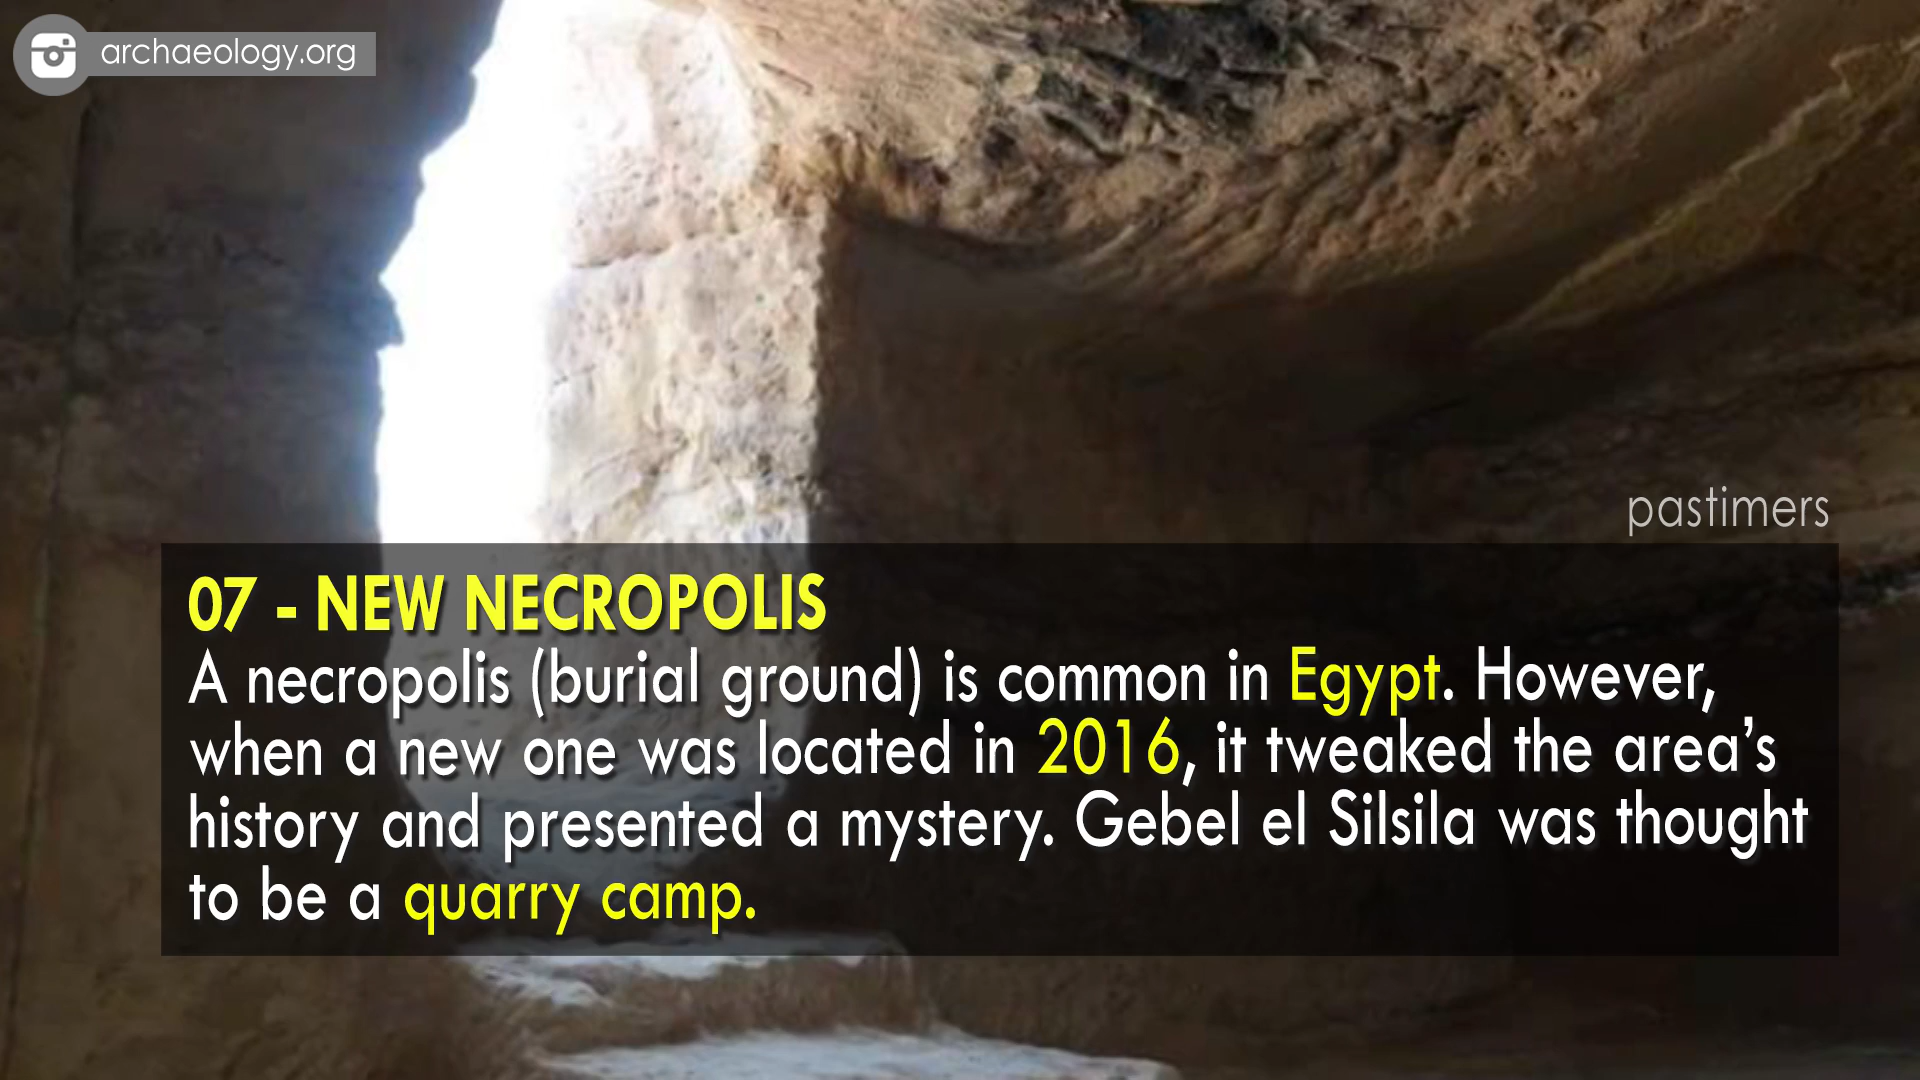 archaeology.org
pastimers
07 - NEW NECROPOLIS
A necropolis (burial ground) is common in Egypt. However,
when a new one was located in 2016, it tweaked the area’s
history and presented a mystery. Gebel el Silsila was thought
to be a quarry camp.